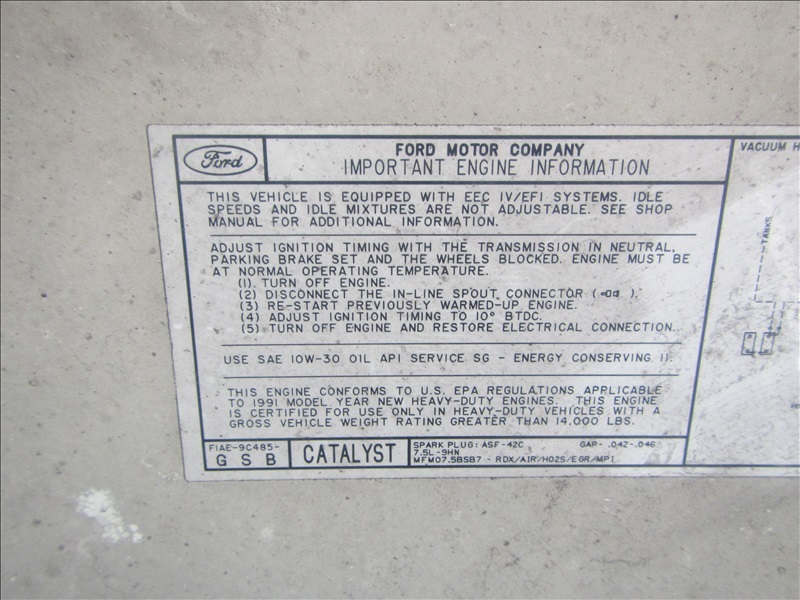 Ford
FORD MOTOR COMPANY
IMPORTANT ENGINE INFORMATION
THIS VEHICLE IS EQUIPPED WITH EEC IV/EFI SYSTEMS. IDLE
SPEEDS AND IDLE MIXTURES ARE NOT ADJUSTABLE. SEE SHOP
MANUAL FOR ADDITIONAL INFORMATION.
ADJUST IGNITION TIMING WITH THE TRANSMISSION IN NEUTRAL,
PARKING BRAKE SET AND THE WHEELS BLOCKED. ENGINE MUST BE
AT NORMAL OPERATING TEMPERATURE.
(1). TURN OFF ENGINE.
(2) DISCONNECT THE IN-LINE SPOUT CONNECTOR ( ).
(3) RE-START PREVIOUSLY WARMED-UP ENGINE.
(4) ADJUST IGNITION TIMING TO 10° BTDC.
(5) TURN OFF ENGINE AND RESTORE ELECTRICAL CONNECTION.
USE SAE 10W-30 OIL API SERVICE SG - ENERGY CONSERVING II.
THIS ENGINE CONFORMS TO U.S. EPA REGULATIONS APPLICABLE
TO 1991 MODEL YEAR NEW HEAVY-DUTY ENGINES. THIS ENGINE
IS CERTIFIED FOR USE ONLY IN HEAVY-DUTY VEHICLES WITH A
GROSS VEHICLE WEIGHT RATING GREATER THAN 14,000 LBS.
F1AE-9C485-
G S B
CATALYST
SPARK PLUG: ASF-42C GAP- .042-.046
7.5L-9HN
MFM07.5BSB7 - RDX/AIR/HO2S/EGR/MPI
VACUUM H
TANKS